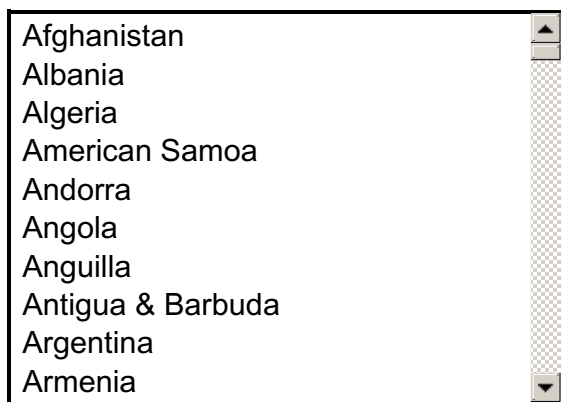 Afghanistan
Albania
Algeria
American Samoa
Andorra
Angola
Anguilla
Antigua & Barbuda
Argentina
Armenia